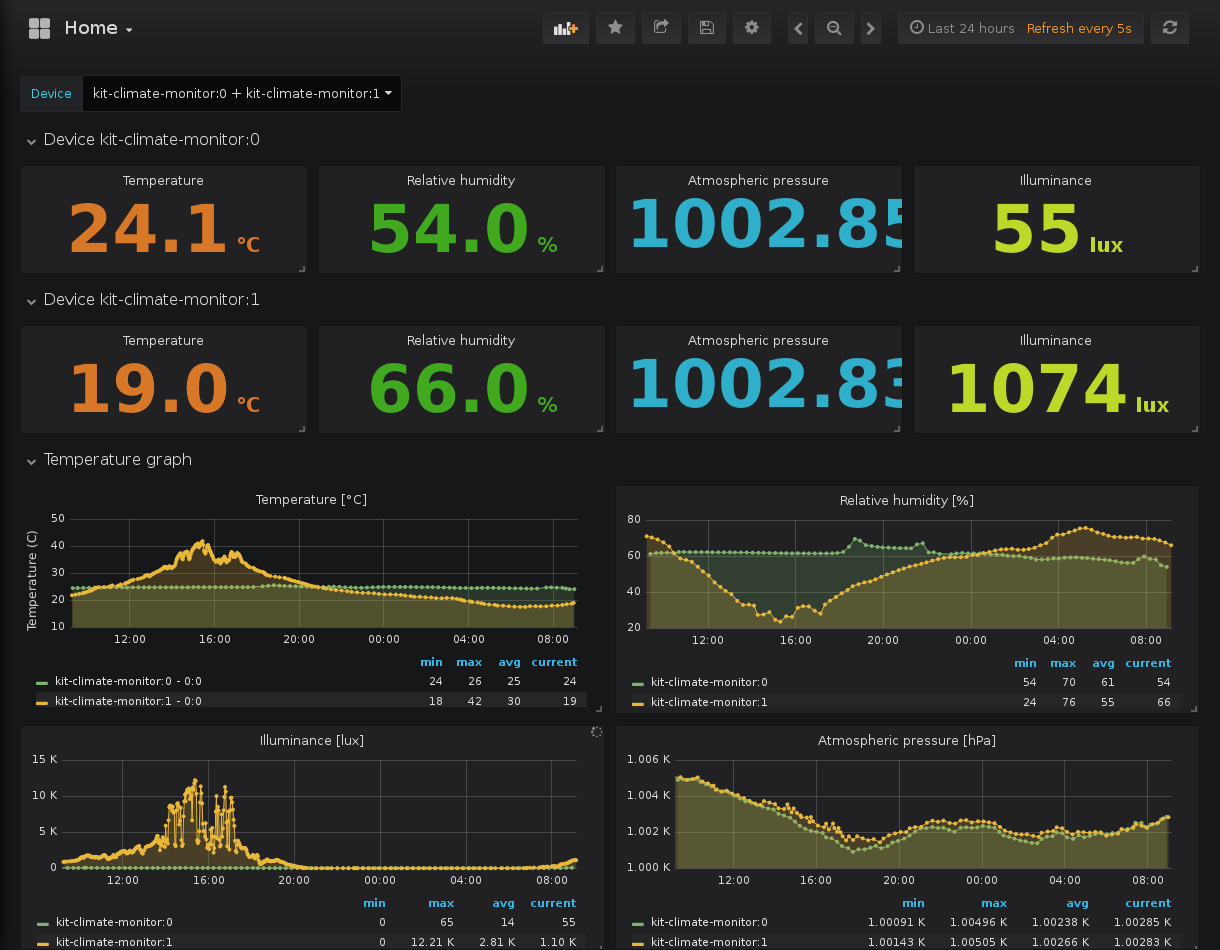 Home
Last 24 hours Refresh every 5s
Device kit-climate-monitor:0 + kit-climate-monitor:1
Device kit-climate-monitor:0
Temperature Relative humidity Atmospheric pressure Illuminance
24.1 °C 54.0 % 1002.85 55 lux
Device kit-climate-monitor:1
Temperature Relative humidity Atmospheric pressure Illuminance
19.0 °C 66.0 % 1002.83 1074 lux
Temperature graph
Temperature [°C]
Temperature (C)
50
40
30
20
10
12:00 16:00 20:00 00:00 04:00 08:00
min max avg current
kit-climate-monitor:0 - 0:0 24 26 25 24
kit-climate-monitor:1 - 0:0 18 42 30 19
Relative humidity [%]
80
60
40
20
12:00 16:00 20:00 00:00 04:00 08:00
min max avg current
kit-climate-monitor:0 54 70 61 54
kit-climate-monitor:1 24 76 55 66
Illuminance [lux]
15 K
10 K
5 K
0
12:00 16:00 20:00 00:00 04:00 08:00
min max avg current
kit-climate-monitor:0 0 65 14 55
kit-climate-monitor:1 0 12.21 K 2.81 K 1.10 K
Atmospheric pressure [hPa]
1.006 K
1.004 K
1.002 K
1.000 K
12:00 16:00 20:00 00:00 04:00 08:00
min max avg current
kit-climate-monitor:0 1.00091 K 1.00496 K 1.00238 K 1.00285 K
kit-climate-monitor:1 1.00143 K 1.00505 K 1.00266 K 1.00283 K